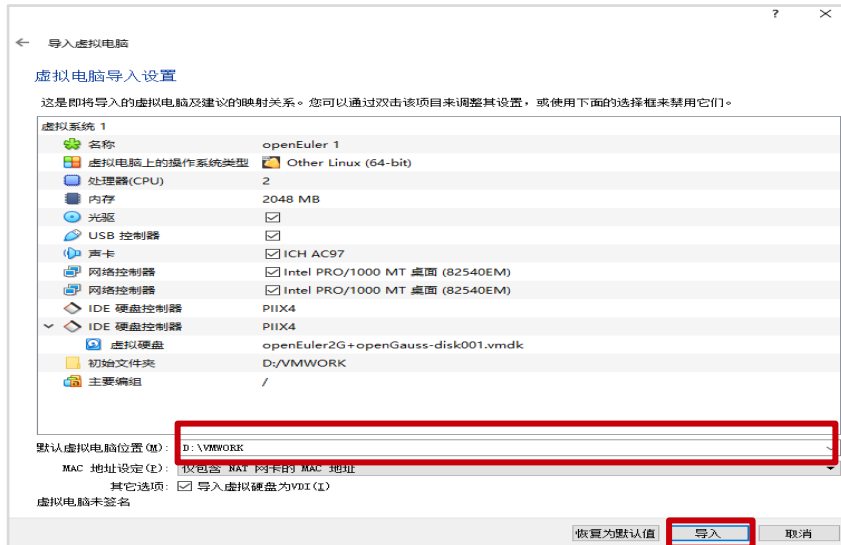 ?
导入虚拟电脑
虚拟电脑导入设置
这是即将导入的虚拟电脑及建议的映射关系。您可以通过双击该项目来调整其设置，或使用下面的选择框来禁用它们。
虚拟系统 1
名称 openEuler 1
虚拟电脑上的操作系统类型 Other Linux (64-bit)
处理器(CPU) 2
内存 2048 MB
光驱
USB 控制器
声卡 ICH AC97
网络控制器 Intel PRO/1000 MT 桌面 (82540EM)
网络控制器 Intel PRO/1000 MT 桌面 (82540EM)
IDE 硬盘控制器 PIIX4
IDE 硬盘控制器 PIIX4
虚拟硬盘 openEuler2G+openGauss-disk001.vmdk
初始文件夹 D:/VMWORK
主要编组 /
默认虚拟电脑位置(M): D:\VMWORK
MAC 地址设定(P): 仅包含 NAT 网卡的 MAC 地址
其它选项: 导入虚拟硬盘为VDI(I)
虚拟电脑未签名
恢复为默认值 导入 取消